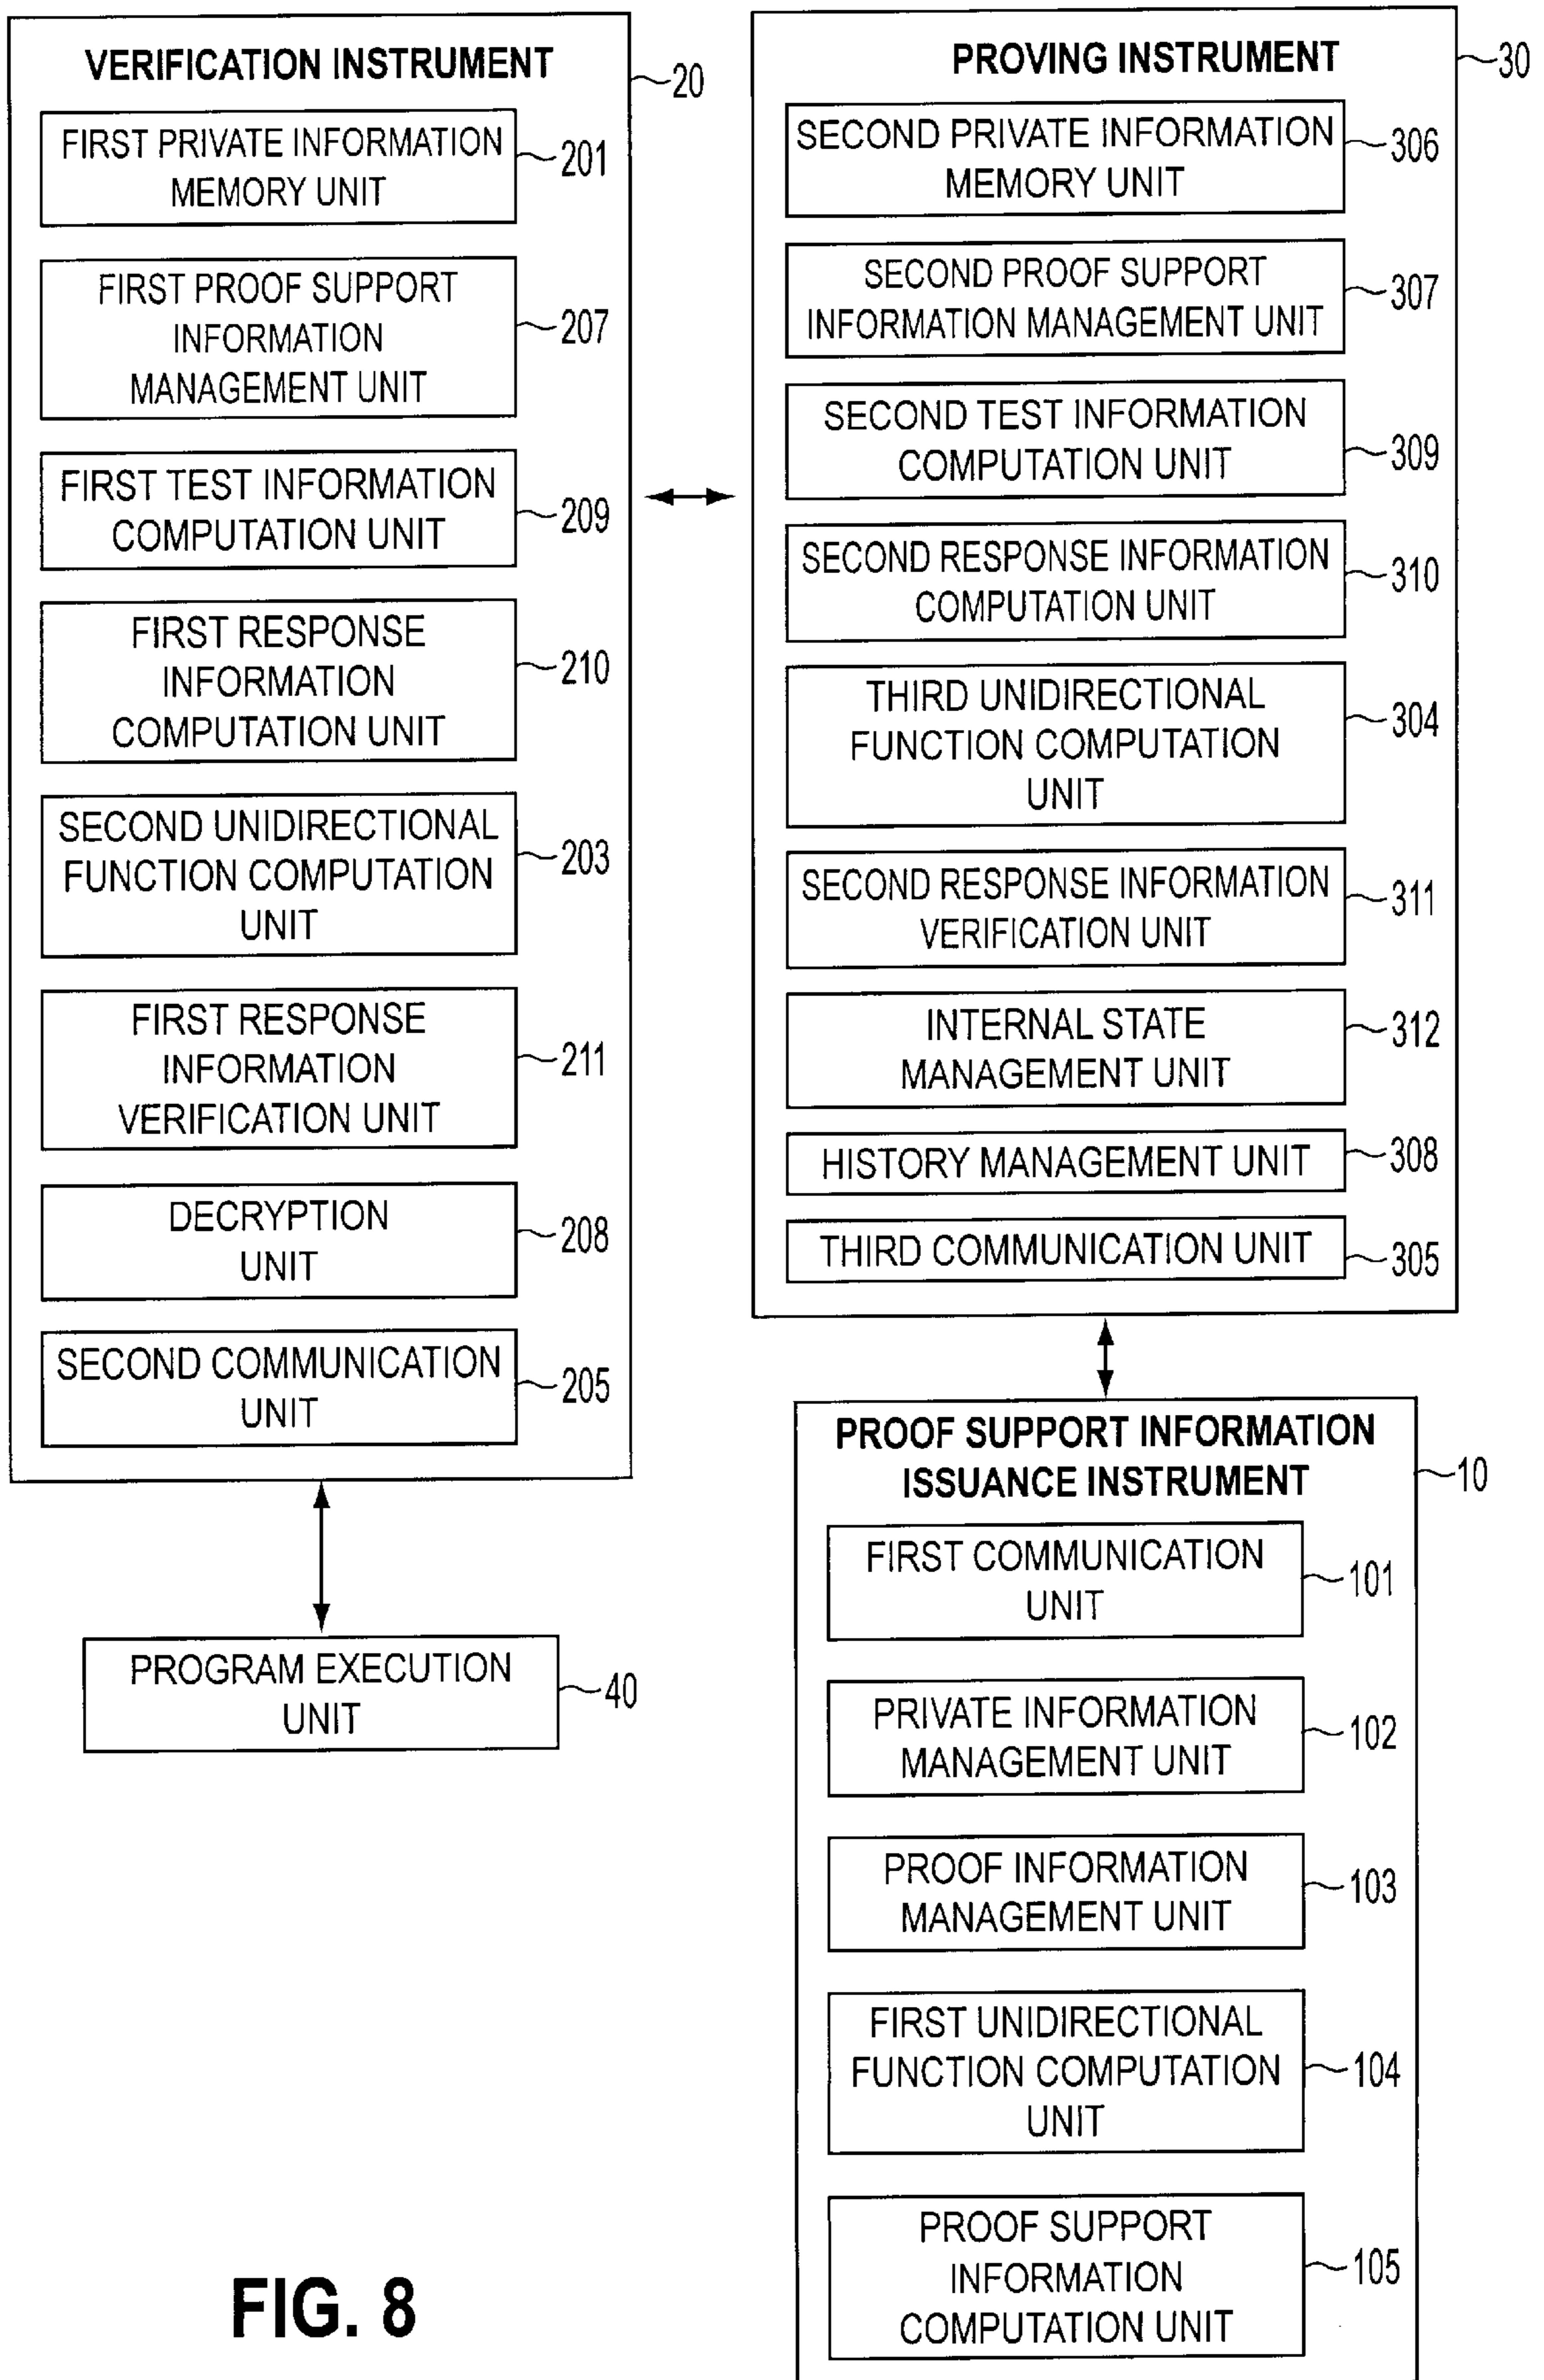 VERIFICATION INSTRUMENT
20
FIRST PRIVATE INFORMATION
MEMORY UNIT
201
FIRST PROOF SUPPORT
INFORMATION
MANAGEMENT UNIT
207
FIRST TEST INFORMATION
COMPUTATION UNIT
209
FIRST RESPONSE
INFORMATION
COMPUTATION UNIT
210
SECOND UNIDIRECTIONAL
FUNCTION COMPUTATION
UNIT
203
FIRST RESPONSE
INFORMATION
VERIFICATION UNIT
211
DECRYPTION
UNIT
208
SECOND COMMUNICATION
UNIT
205
PROGRAM EXECUTION
UNIT
40
PROVING INSTRUMENT
30
SECOND PRIVATE INFORMATION
MEMORY UNIT
306
SECOND PROOF SUPPORT
INFORMATION MANAGEMENT UNIT
307
SECOND TEST INFORMATION
COMPUTATION UNIT
309
SECOND RESPONSE INFORMATION
COMPUTATION UNIT
310
THIRD UNIDIRECTIONAL
FUNCTION COMPUTATION
UNIT
304
SECOND RESPONSE INFORMATION
VERIFICATION UNIT
311
INTERNAL STATE
MANAGEMENT UNIT
312
HISTORY MANAGEMENT UNIT
308
THIRD COMMUNICATION UNIT
305
PROOF SUPPORT INFORMATION
ISSUANCE INSTRUMENT
10
FIRST COMMUNICATION
UNIT
101
PRIVATE INFORMATION
MANAGEMENT UNIT
102
PROOF INFORMATION
MANAGEMENT UNIT
103
FIRST UNIDIRECTIONAL
FUNCTION COMPUTATION
UNIT
104
PROOF SUPPORT
INFORMATION
COMPUTATION UNIT
105
FIG. 8